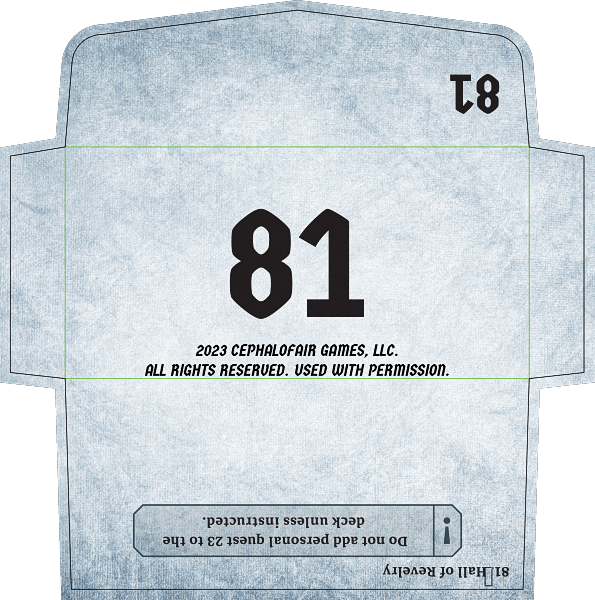 81
81
2023 CEPHALOFAIR GAMES, LLC.
ALL RIGHTS RESERVED. USED WITH PERMISSION.
81 Hall of Revelry
Do not add personal quest 23 to the
deck unless instructed.